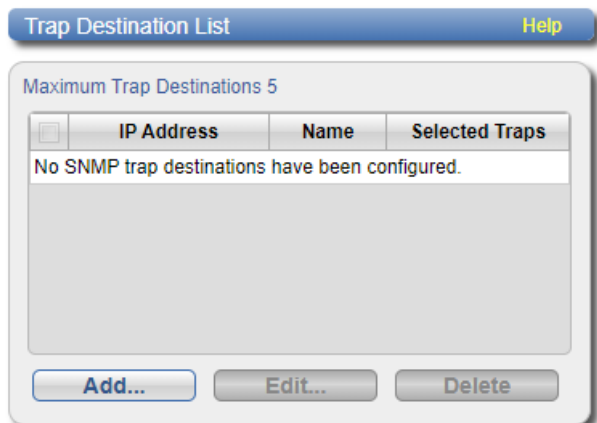 Trap Destination List Help
Maximum Trap Destinations 5
IP Address Name Selected Traps
No SNMP trap destinations have been configured.
Add... Edit... Delete